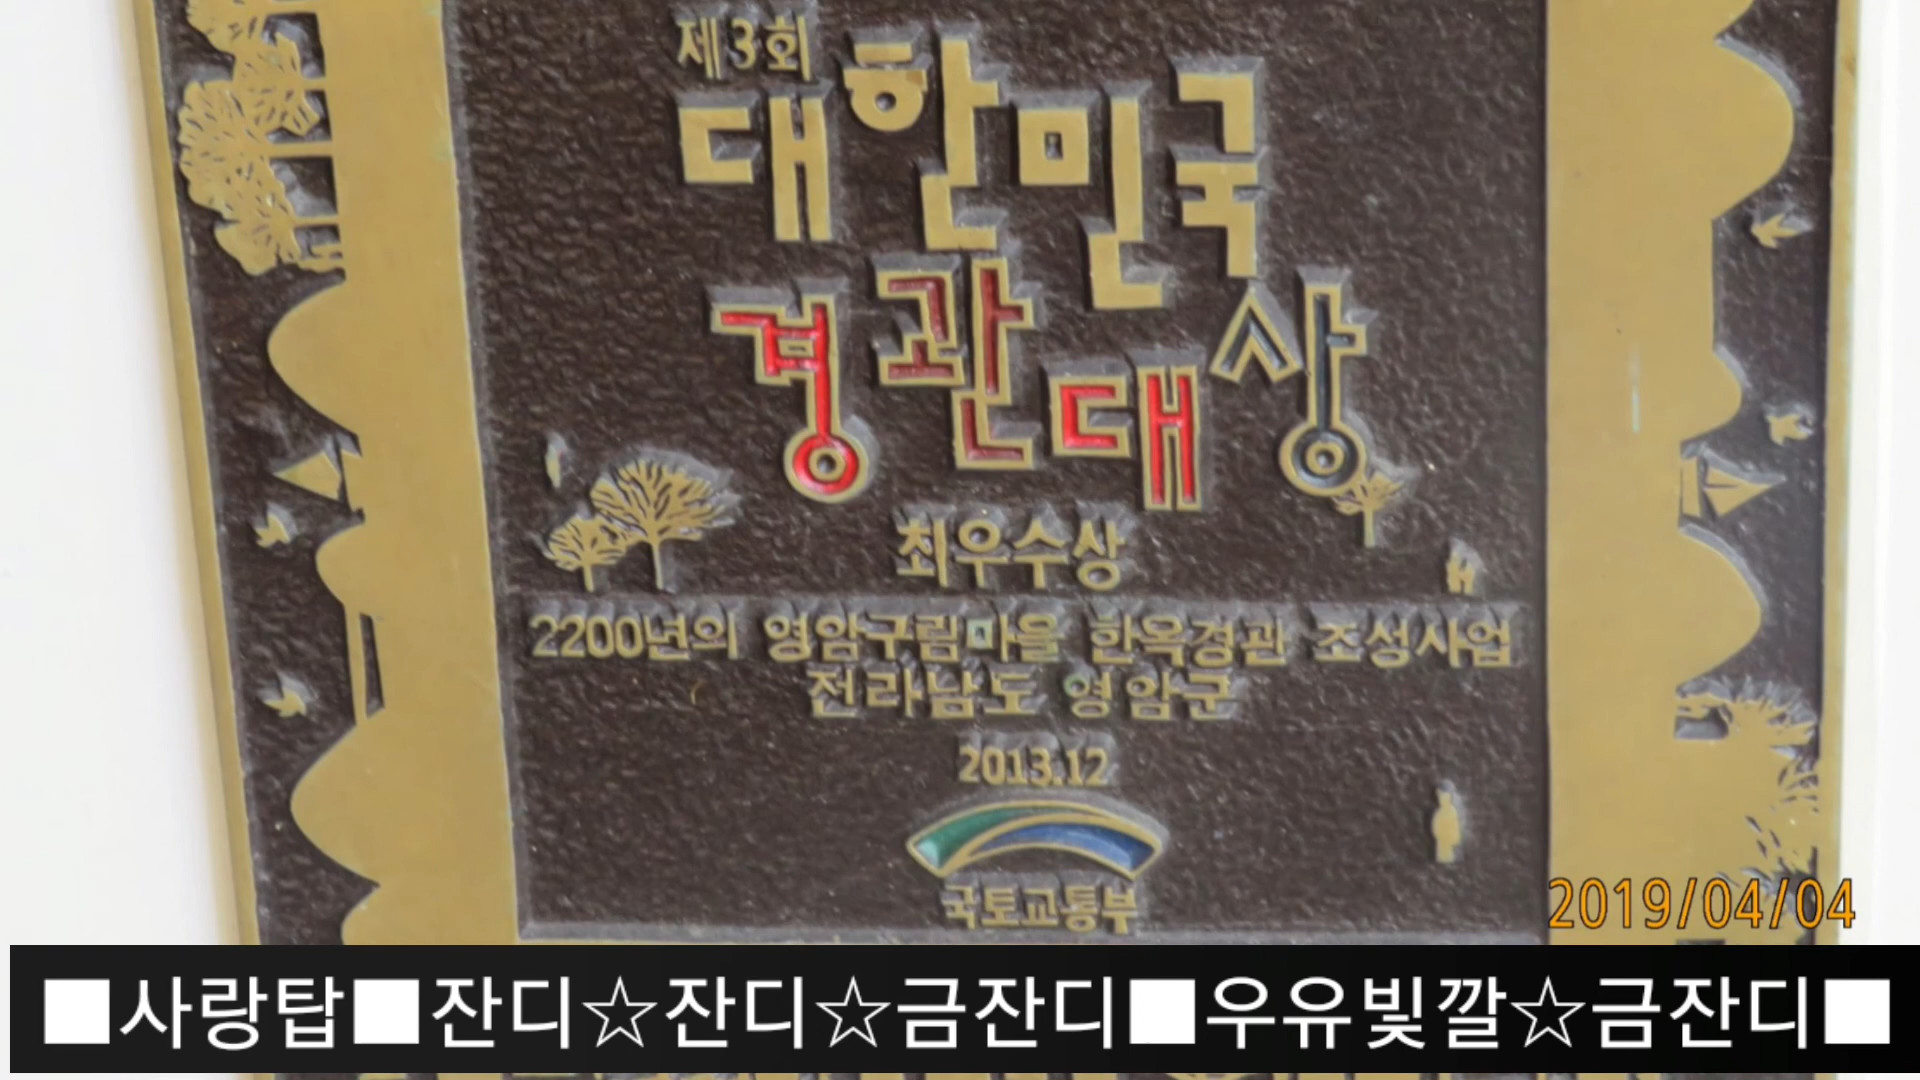 제3회
대한민국
경관대상
최우수상
2200년의 영암구림마을 한옥경관 조성사업
전라남도 영암군
2013.12
국토교통부
2019/04/04
■사랑탑■잔디☆잔디☆금잔디■우유빛깔☆금잔디■